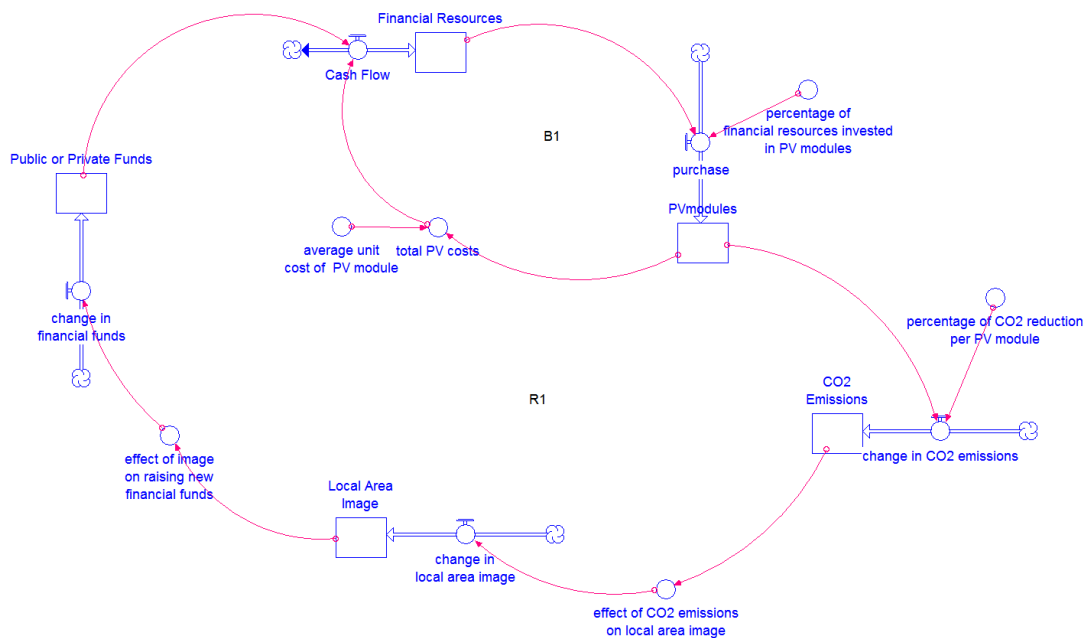 Financial Resources
Cash Flow
B1
percentage of
financial resources invested
in PV modules
Public or Private Funds
purchase
PVmodules
average unit
cost of  PV module
total PV costs
change in
financial funds
percentage of CO2 reduction
per PV module
R1
CO2
Emissions
change in CO2 emissions
effect of image
on raising new
financial funds
Local Area
Image
change in
local area image
effect of CO2 emissions
on local area image